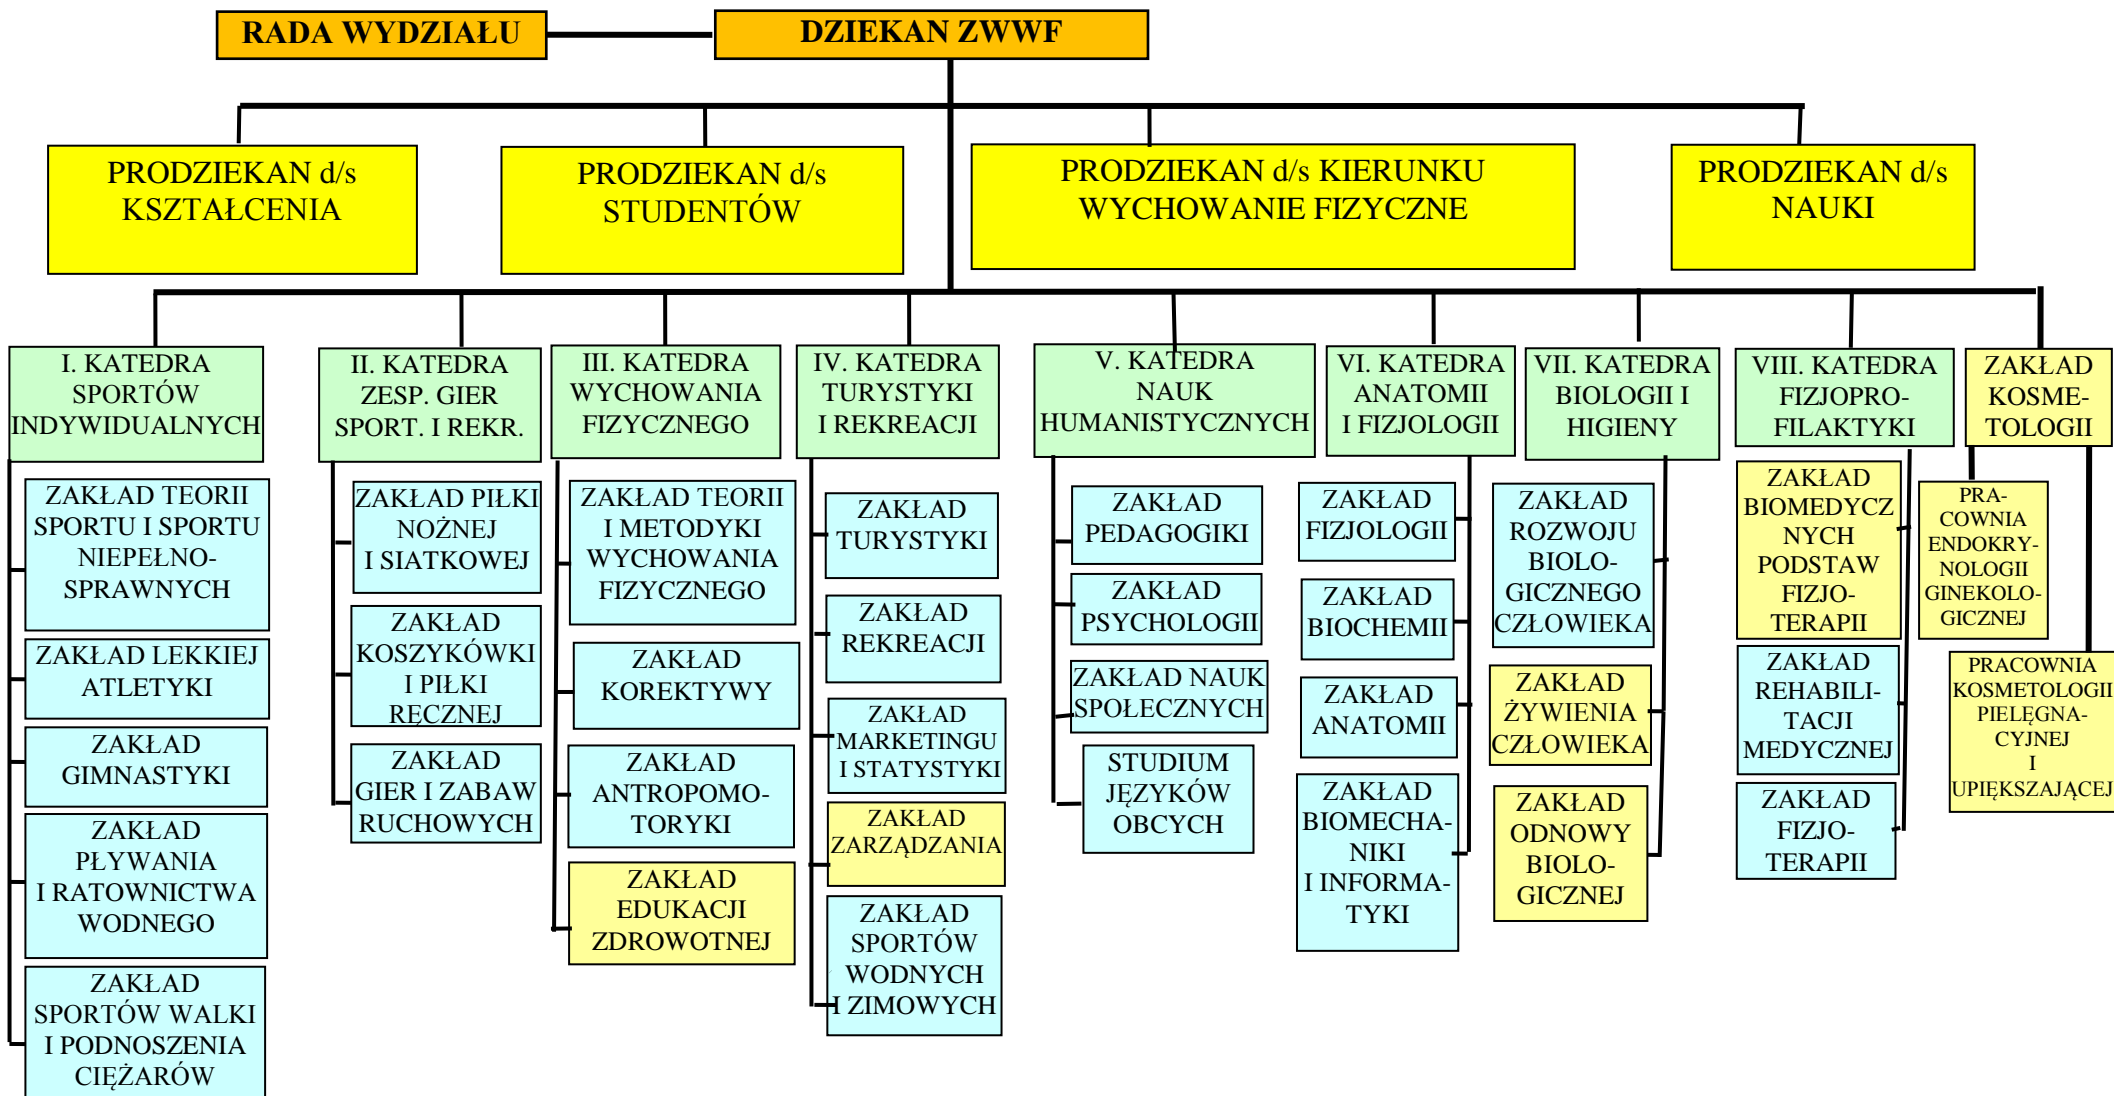 RADA WYDZIAŁU
DZIEKAN ZWWF
PRODZIEKAN d/s
KSZTAŁCENIA
PRODZIEKAN d/s
STUDENTÓW
PRODZIEKAN d/s KIERUNKU
WYCHOWANIE FIZYCZNE
PRODZIEKAN d/s
NAUKI
I. KATEDRA
SPORTÓW
INDYWIDUALNYCH
II. KATEDRA
ZESP. GIER
SPORT. I REKR.
III. KATEDRA
WYCHOWANIA
FIZYCZNEGO
IV. KATEDRA
TURYSTYKI
I REKREACJI
V. KATEDRA
NAUK
HUMANISTYCZNYCH
VI. KATEDRA
ANATOMII
I FIZJOLOGII
VII. KATEDRA
BIOLOGII I
HIGIENY
VIII. KATEDRA
FIZJOPRO-
FILAKTYKI
ZAKŁAD
KOSME-
TOLOGII
ZAKŁAD TEORII
SPORTU I SPORTU
NIEPEŁNO-
SPRAWNYCH
ZAKŁAD LEKKIEJ
ATLETYKI
ZAKŁAD
GIMNASTYKI
ZAKŁAD
PŁYWANIA
I RATOWNICTWA
WODNEGO
ZAKŁAD
SPORTÓW WALKI
I PODNOSZENIA
CIĘŻARÓW
ZAKŁAD PIŁKI
NOŻNEJ
I SIATKOWEJ
ZAKŁAD
KOSZYKÓWKI
I PIŁKI
RĘCZNEJ
ZAKŁAD
GIER I ZABAW
RUCHOWYCH
ZAKŁAD TEORII
I METODYKI
WYCHOWANIA
FIZYCZNEGO
ZAKŁAD
KOREKTYWY
ZAKŁAD
ANTROPOMO-
TORYKI
ZAKŁAD
EDUKACJI
ZDROWOTNEJ
ZAKŁAD
TURYSTYKI
ZAKŁAD
REKREACJI
ZAKŁAD
MARKETINGU
I STATYSTYKI
ZAKŁAD
ZARZĄDZANIA
ZAKŁAD
SPORTÓW
WODNYCH
I ZIMOWYCH
ZAKŁAD
PEDAGOGIKI
ZAKŁAD
PSYCHOLOGII
ZAKŁAD NAUK
SPOŁECZNYCH
STUDIUM
JĘZYKÓW
OBCYCH
ZAKŁAD
FIZJOLOGII
ZAKŁAD
BIOCHEMII
ZAKŁAD
ANATOMII
ZAKŁAD
BIOMECHA-
NIKI
I INFORMA-
TYKI
ZAKŁAD
ROZWOJU
BIOLO-
GICZNEGO
CZŁOWIEKA
ZAKŁAD
ŻYWIENIA
CZŁOWIEKA
ZAKŁAD
ODNOWY
BIOLO-
GICZNEJ
ZAKŁAD
BIOMEDYCZ
NYCH
PODSTAW
FIZJO-
TERAPII
ZAKŁAD
REHABILI-
TACJI
MEDYCZNEJ
ZAKŁAD
FIZJO-
TERAPII
PRA-
COWNIA
ENDOKRY-
NOLOGII
GINEKOLO-
GICZNEJ
PRACOWNIA
KOSMETOLOGII
PIELĘGNA-
CYJNEJ
I
UPIĘKSZAJĄCEJ